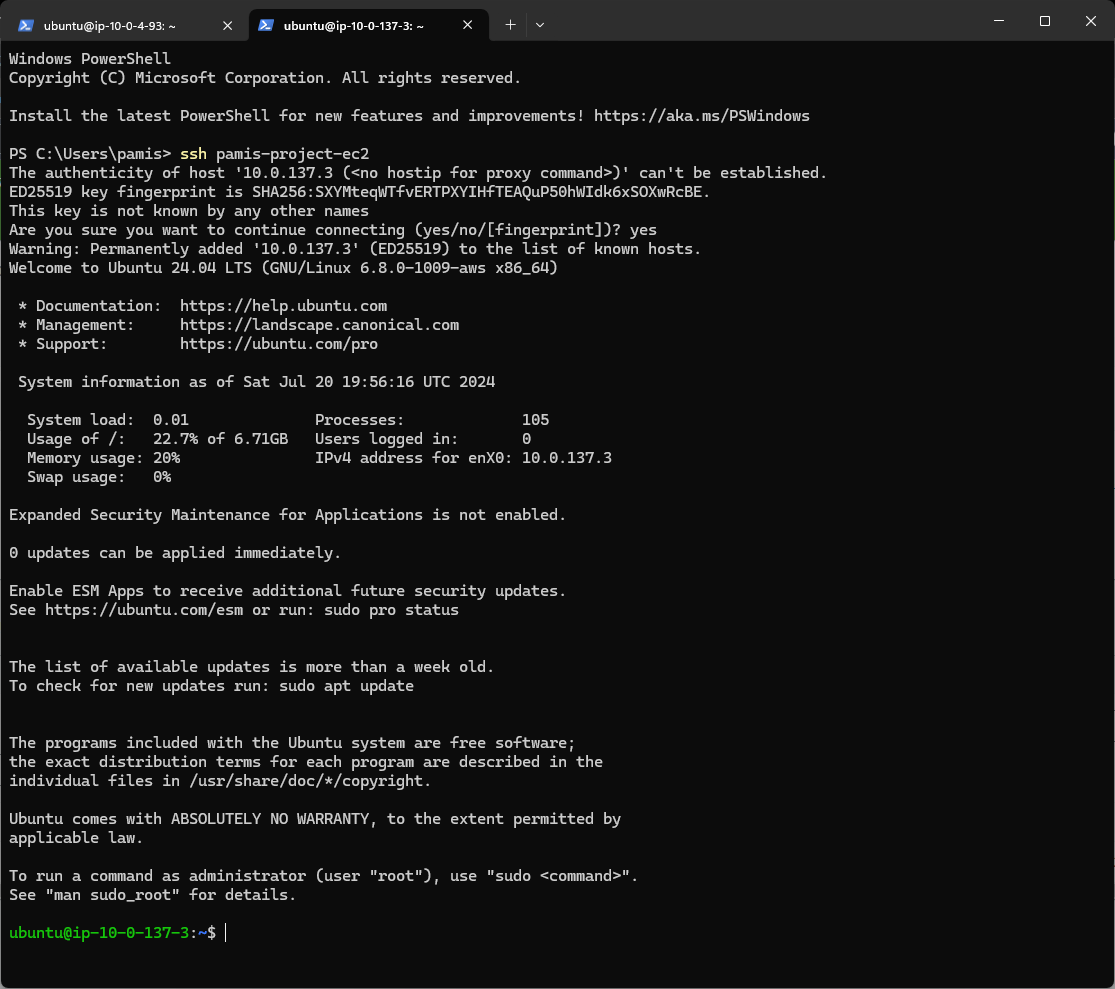 ubuntu@ip-10-0-4-93: ~
ubuntu@ip-10-0-137-3: ~
Windows PowerShell
Copyright (C) Microsoft Corporation. All rights reserved.
Install the latest PowerShell for new features and improvements! https://aka.ms/PSWindows
PS C:\Users\pamis> ssh pamis-project-ec2
The authenticity of host '10.0.137.3 (<no hostip for proxy command>)' can't be established.
ED25519 key fingerprint is SHA256:SXYMteqWTfvERTPXYIHfTEAQuP50hWIdk6xSOXwRcBE.
This key is not known by any other names
Are you sure you want to continue connecting (yes/no/[fingerprint])? yes
Warning: Permanently added '10.0.137.3' (ED25519) to the list of known hosts.
Welcome to Ubuntu 24.04 LTS (GNU/Linux 6.8.0-1009-aws x86_64)
* Documentation:  https://help.ubuntu.com
* Management:     https://landscape.canonical.com
* Support:        https://ubuntu.com/pro
System information as of Sat Jul 20 19:56:16 UTC 2024
System load:  0.01              Processes:             105
Usage of /:   22.7% of 6.71GB   Users logged in:       0
Memory usage: 20%               IPv4 address for enX0: 10.0.137.3
Swap usage:   0%
Expanded Security Maintenance for Applications is not enabled.
0 updates can be applied immediately.
Enable ESM Apps to receive additional future security updates.
See https://ubuntu.com/esm or run: sudo pro status
The list of available updates is more than a week old.
To check for new updates run: sudo apt update
The programs included with the Ubuntu system are free software;
the exact distribution terms for each program are described in the
individual files in /usr/share/doc/*/copyright.
Ubuntu comes with ABSOLUTELY NO WARRANTY, to the extent permitted by
applicable law.
To run a command as administrator (user "root"), use "sudo <command>".
See "man sudo_root" for details.
ubuntu@ip-10-0-137-3:~$